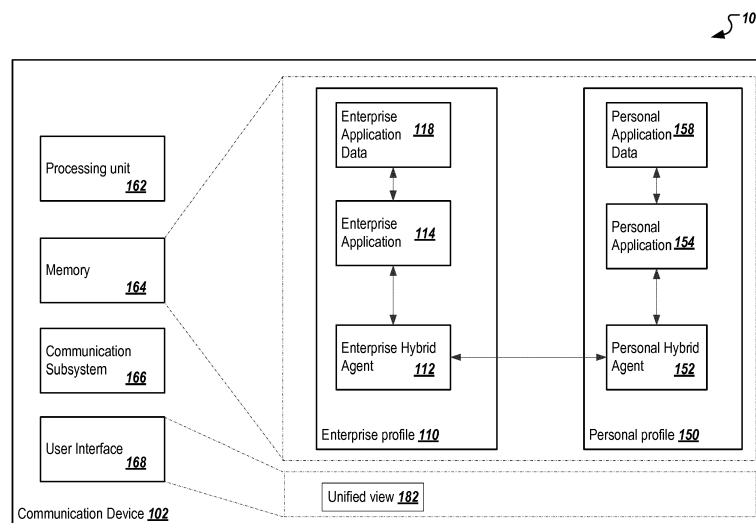 10
Processing unit
162
Memory
164
Communication
Subsystem
166
User Interface
168
Communication Device 102
Enterprise
Application
Data
118
Enterprise
Application
114
Enterprise Hybrid
Agent
112
Enterprise profile 110
Personal
Application
Data
158
Personal
Application
154
Personal Hybrid
Agent
152
Personal profile 150
Unified view 182